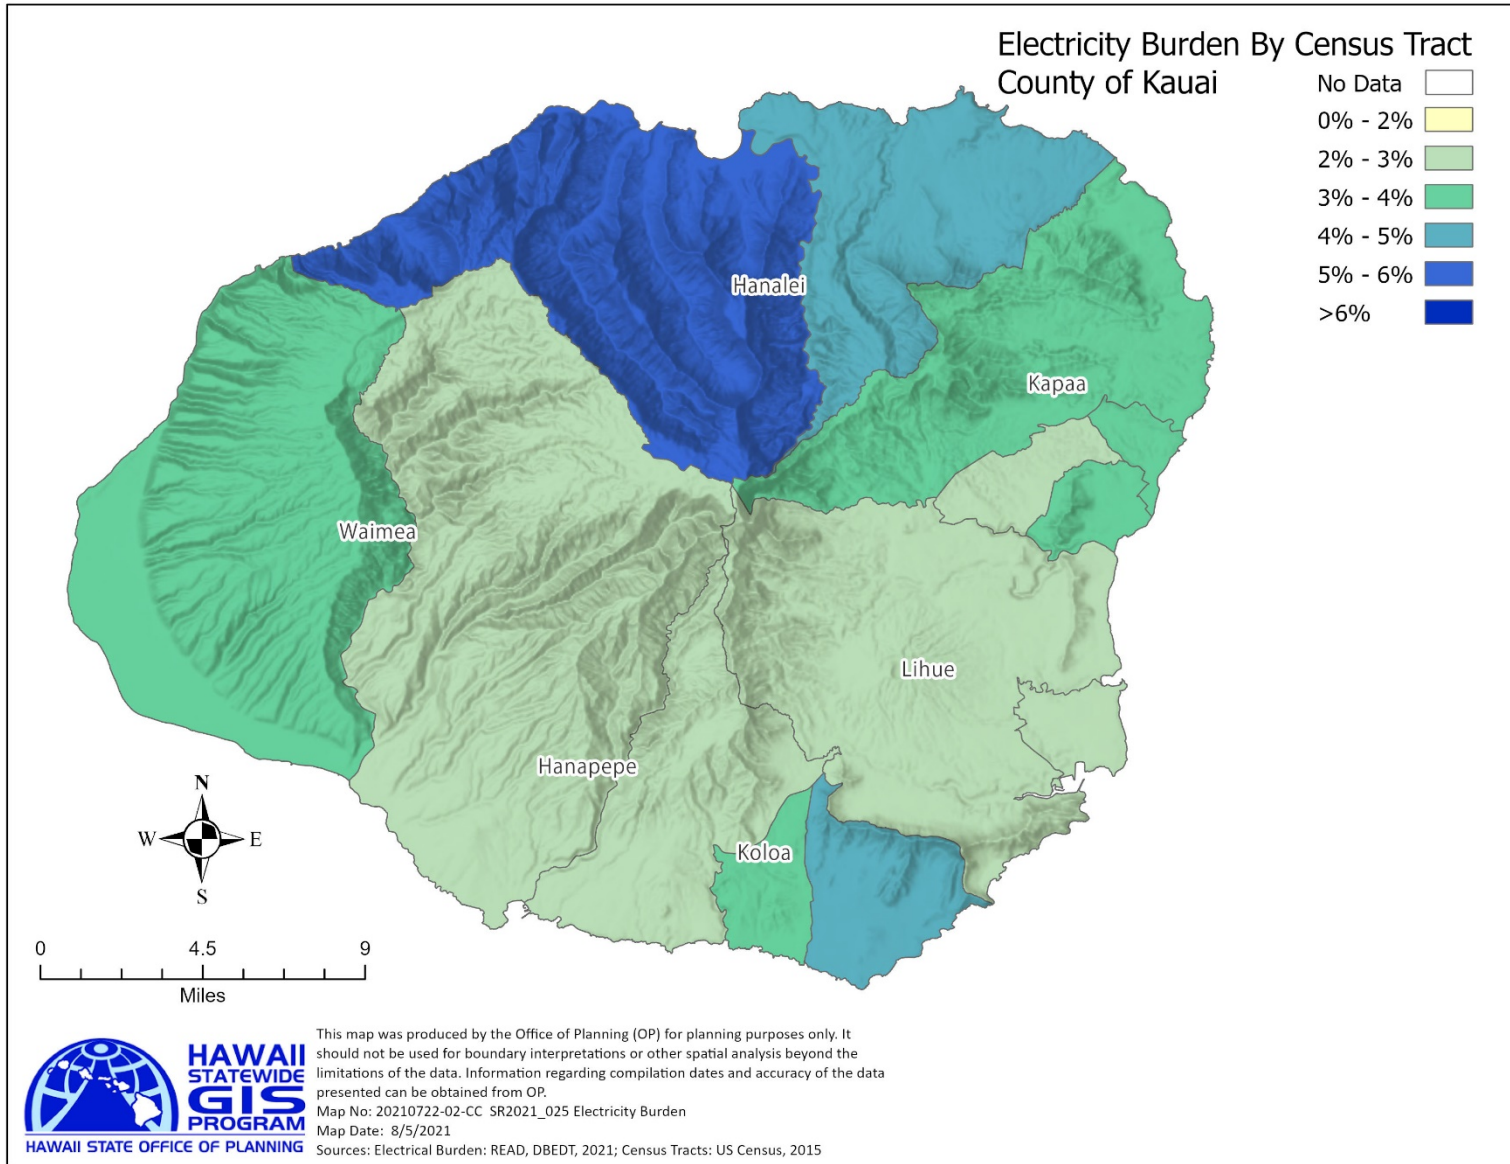 Electricity Burden By Census Tract
County of Kauai
No Data
0% - 2%
2% - 3%
3% - 4%
4% - 5%
5% - 6%
>6%
Hanalei
Kapaa
Waimea
Lihue
Hanapepe
Koloa
N
W E
S
0 4.5 9
Miles
HAWAII
STATEWIDE
GIS
PROGRAM
HAWAII STATE OFFICE OF PLANNING
This map was produced by the Office of Planning (OP) for planning purposes only. It
should not be used for boundary interpretations or other spatial analysis beyond the
limitations of the data. Information regarding compilation dates and accuracy of the data
presented can be obtained from OP.
Map No: 20210722-02-CC SR2021_025 Electricity Burden
Map Date: 8/5/2021
Sources: Electrical Burden: READ, DBEDT, 2021; Census Tracts: US Census, 2015